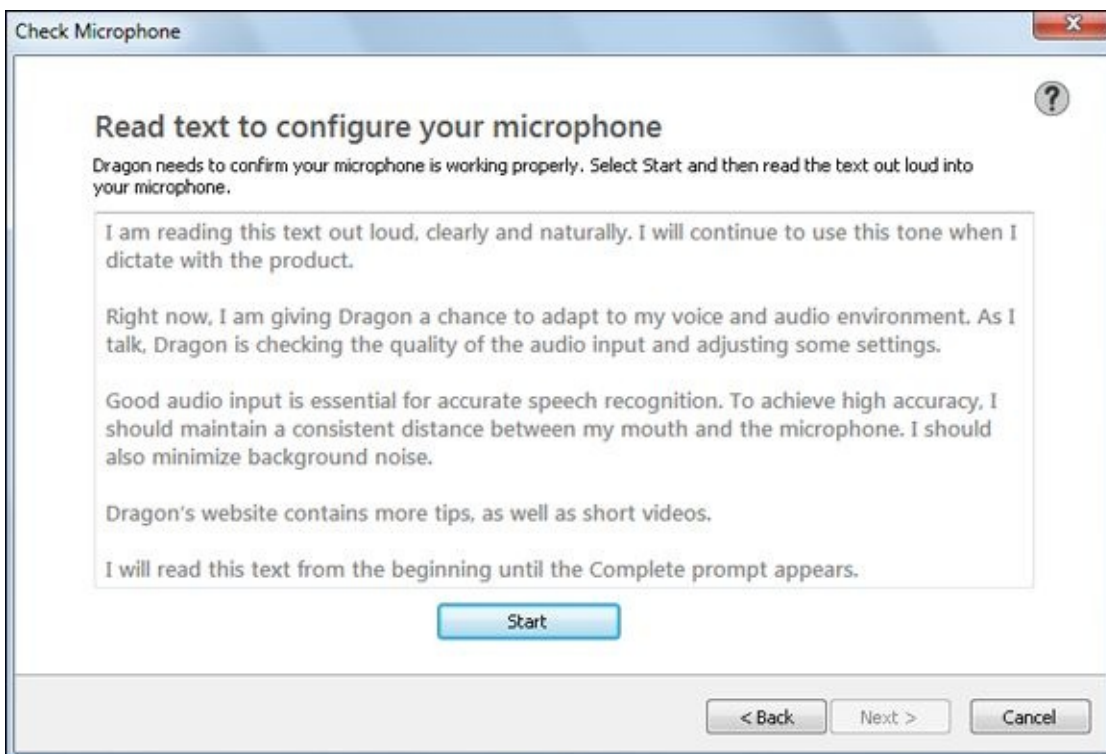 Check Microphone
x
?
Read text to configure your microphone
Dragon needs to confirm your microphone is working properly. Select Start and then read the text out loud into
your microphone.
I am reading this text out loud, clearly and naturally. I will continue to use this tone when I
dictate with the product.
Right now, I am giving Dragon a chance to adapt to my voice and audio environment. As I
talk, Dragon is checking the quality of the audio input and adjusting some settings.
Good audio input is essential for accurate speech recognition. To achieve high accuracy, I
should maintain a consistent distance between my mouth and the microphone. I should
also minimize background noise.
Dragon's website contains more tips, as well as short videos.
I will read this text from the beginning until the Complete prompt appears.
Start
< Back Next > Cancel